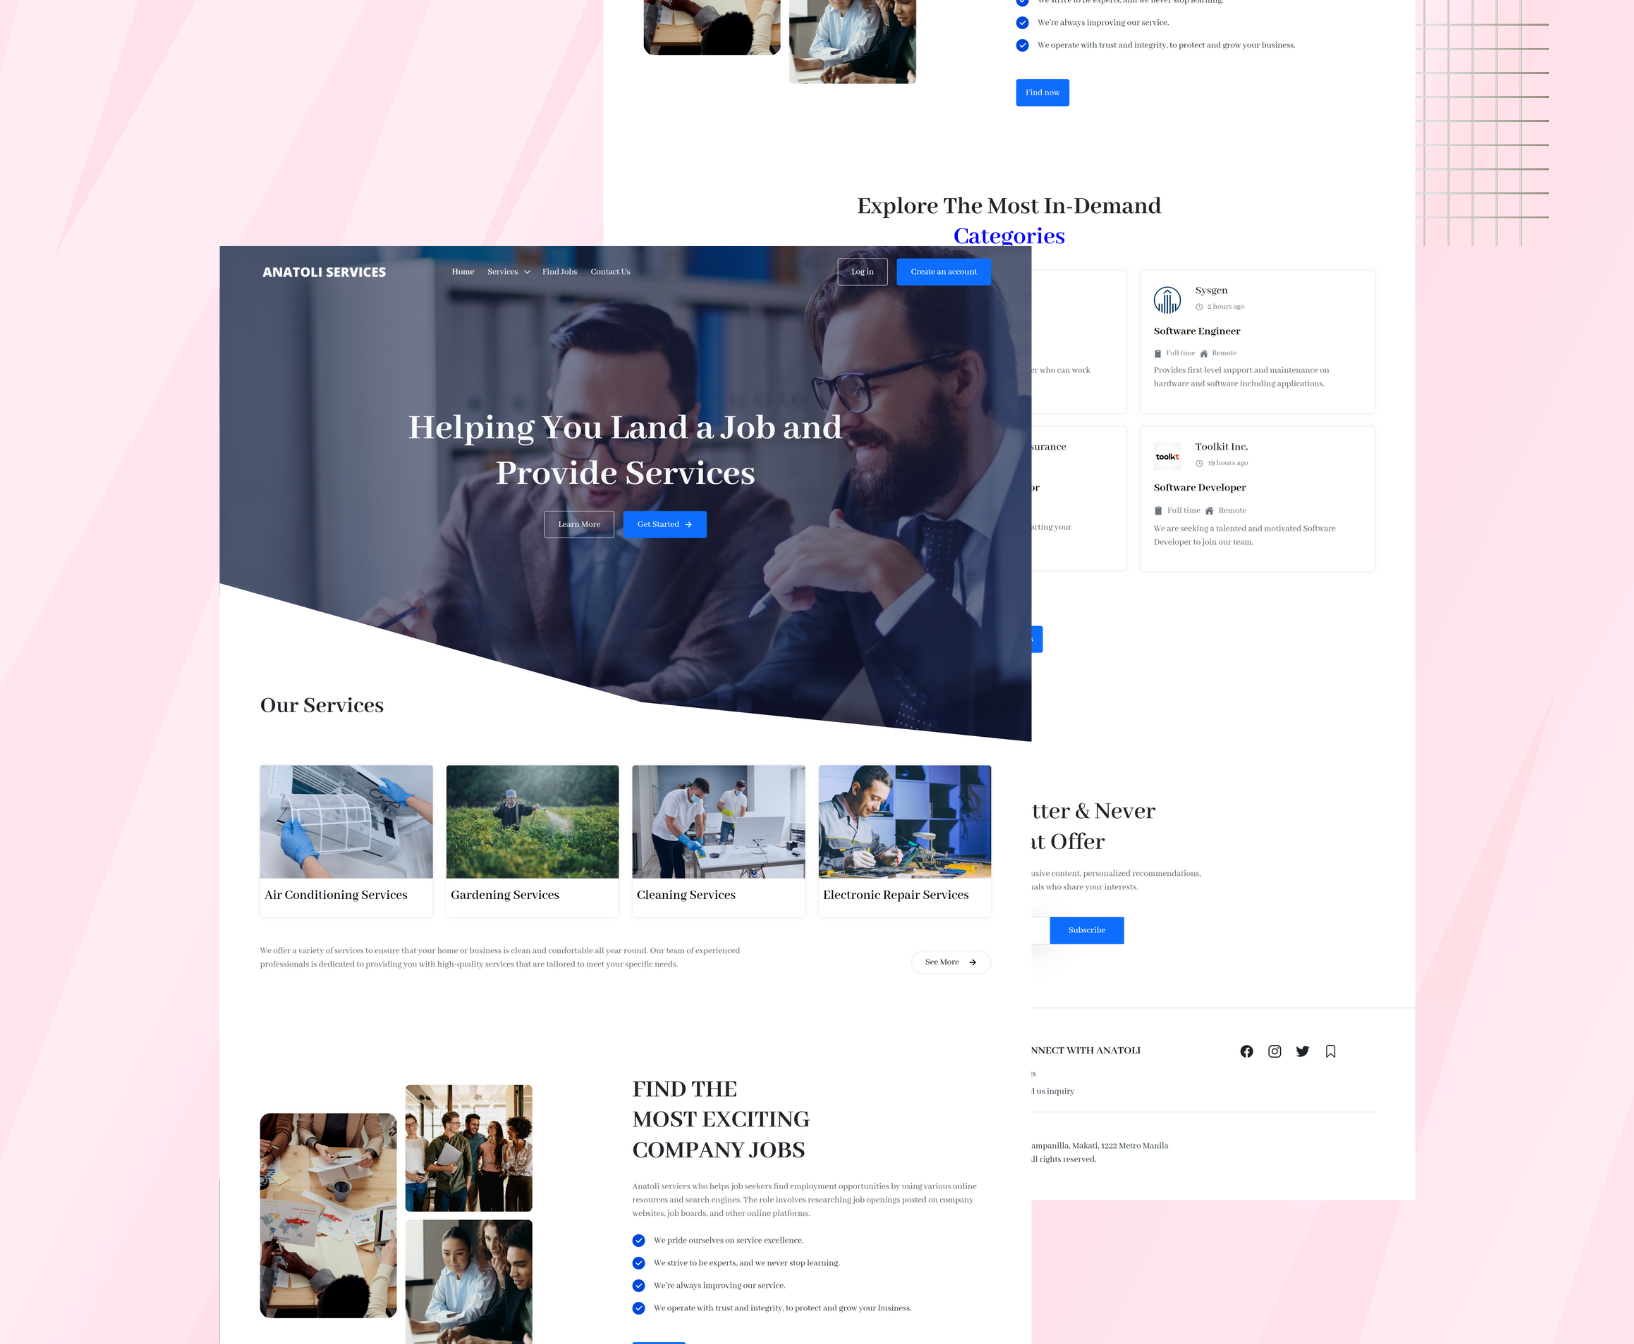 We strive to be experts, and we never stop learning.
We're always improving our service.
We operate with trust and integrity, to protect and grow your business.
Find now
Explore The Most In-Demand
Categories
Sysgen
2 hours ago
Software Engineer
Full time Remote
Provides first level support and maintenance on
hardware and software including applications.
er who can work
surance
or
arting your
toolkt
Toolkit Inc.
19 hours ago
Software Developer
Full time Remote
We are seeking a talented and motivated Software
Developer to join our team.
tter & Never
at Offer
usive content, personalized recommendations,
uals who share your interests.
Subscribe
NNECT WITH ANATOLI
gs
d us inquiry
ampanilla, Makati, 1222 Metro Manila
All rights reserved.
ANATOLI SERVICES
Home Services Find Jobs Contact Us
Log in
Create an account
Helping You Land a Job and
Provide Services
Learn More
Get Started
Our Services
Air Conditioning Services
Gardening Services
Cleaning Services
Electronic Repair Services
We offer a variety of services to ensure that your home or business is clean and comfortable all year round. Our team of experienced
professionals is dedicated to providing you with high-quality services that are tailored to meet your specific needs.
See More
FIND THE
MOST EXCITING
COMPANY JOBS
Anatoli services who helps job seekers find employment opportunities by using various online
resources and search engines. The role involves researching job openings posted on company
websites, job boards, and other online platforms.
We pride ourselves on service excellence.
We strive to be experts, and we never stop learning.
We're always improving our service.
We operate with trust and integrity, to protect and grow your business.